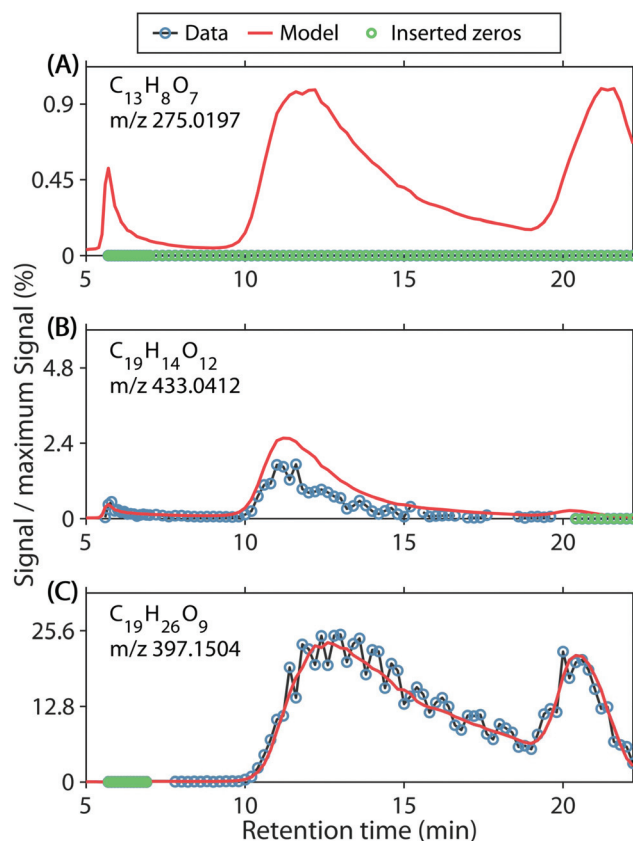 Data Model Inserted zeros
(A)
C13H8O7
m/z 275.0197
0.9
0.45
0
5 10 15 20
(B)
C19H14O12
m/z 433.0412
4.8
2.4
0
5 10 15 20
(C)
C19H26O9
m/z 397.1504
25.6
12.8
0
5 10 15 20
Signal / maximum Signal (%)
Retention time (min)